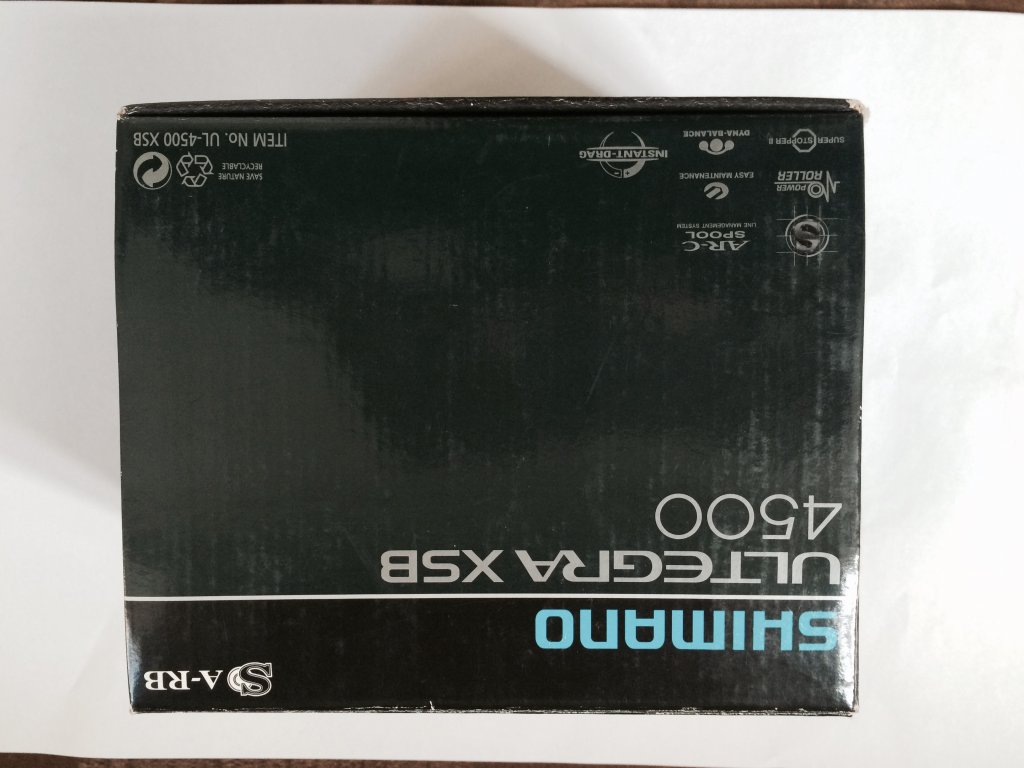 S A-RB
SHIMANO
ULTEGRA XSB
4500
S
AR-C
SPOOL
LINE MANAGEMENT SYSTEM
POWER
ROLLER
EASY MAINTENANCE
SUPER STOPPER II
DYNA-BALANCE
INSTANT-DRAG
SAVE NATURE
RECYCLABLE
ITEM No. UL-4500 XSB